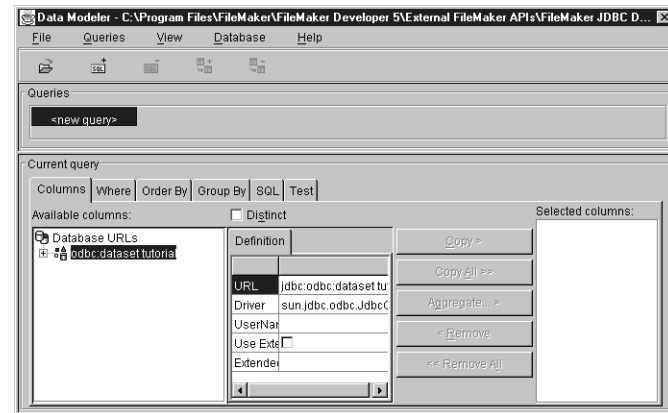 Data Modeler - C:\Program Files\FileMaker\FileMaker Developer 5\External FileMaker APIs\FileMaker JDBC D...
File Queries View Database Help
SQL
Queries
<new query>
Current query
Columns Where Order By Group By SQL Test
Available columns: Distinct Selected columns:
Database URLs Definition Copy >
odbc:dataset tutorial
Copy All >>
URL jdbc:odbc:dataset tu
Driver sun.jdbc.odbc.JdbcO Aggregate... >
UserNar
< Remove
Use Exte
Extended << Remove All